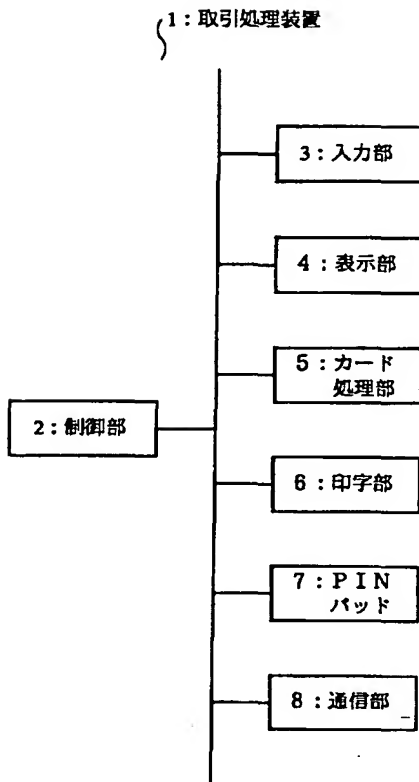 1：取引処理装置
3：入力部
4：表示部
5：カード
処理部
2：制御部
6：印字部
7：ＰＩＮ
パッド
8：通信部